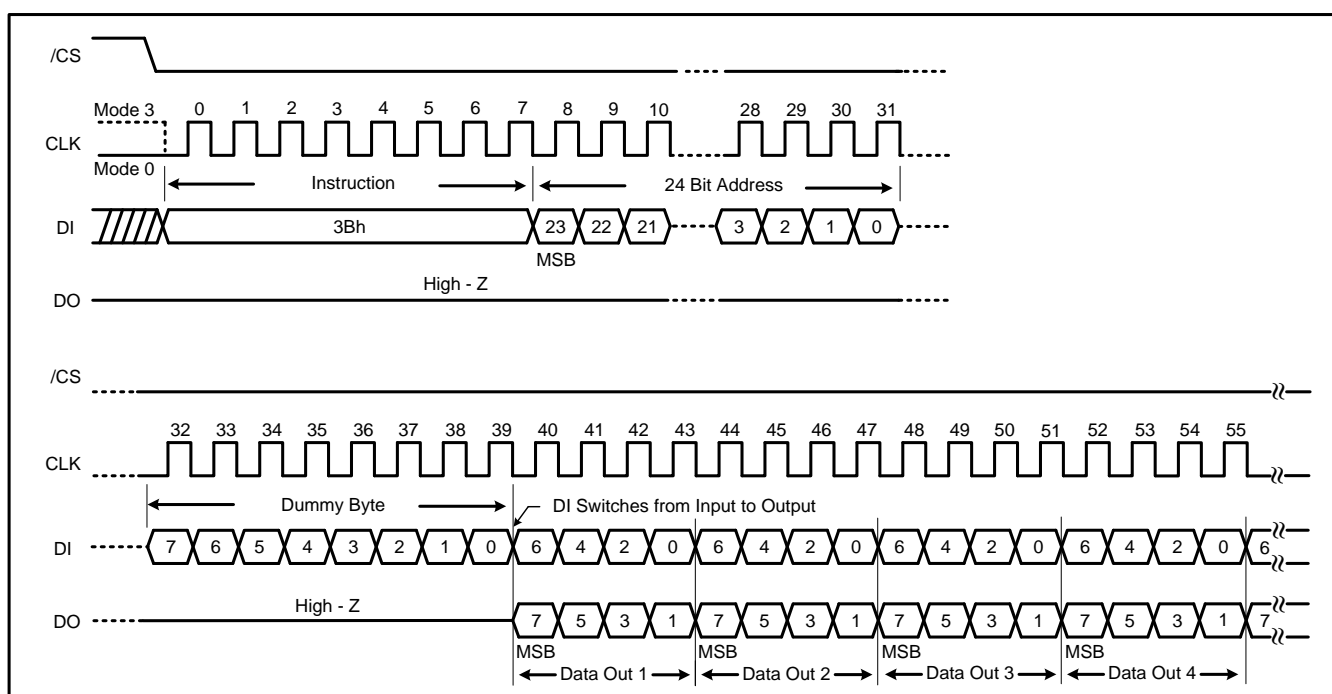 /CS
Mode 3 0 1 2 3 4 5 6 7 8 9 10 28 29 30 31
CLK
Mode 0
Instruction 24 Bit Address
DI 3Bh 23 22 21 3 2 1 0
MSB
High - Z
DO
/CS
32 33 34 35 36 37 38 39 40 41 42 43 44 45 46 47 48 49 50 51 52 53 54 55
CLK
Dummy Byte DI Switches from Input to Output
DI 7 6 5 4 3 2 1 0 6 4 2 0 6 4 2 0 6 4 2 0 6 4 2 0 6
High - Z
DO 7 5 3 1 7 5 3 1 7 5 3 1 7 5 3 1 7
MSB MSB MSB MSB
Data Out 1 Data Out 2 Data Out 3 Data Out 4